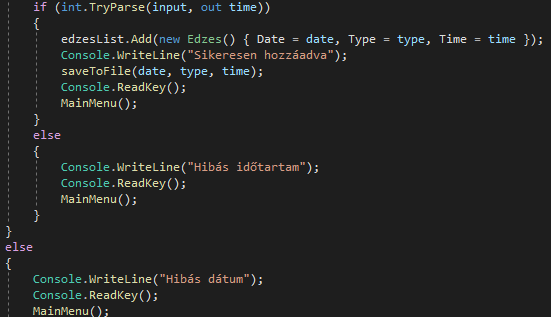 if (int.TryParse(input, out time))
{
edzesList.Add(new Edzes() { Date = date, Type = type, Time = time });
Console.WriteLine("Sikeresen hozzáadva");
saveToFile(date, type, time);
Console.ReadKey();
MainMenu();
}
else
{
Console.WriteLine("Hibás időtartam");
Console.ReadKey();
MainMenu();
}
}
else
{
Console.WriteLine("Hibás dátum");
Console.ReadKey();
MainMenu();